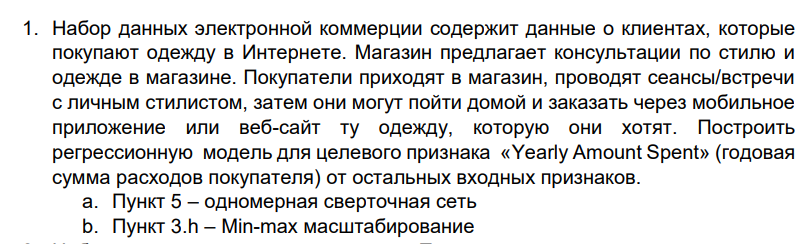 1. Набор данных электронной коммерции содержит данные о клиентах, которые
покупают одежду в Интернете. Магазин предлагает консультации по стилю и
одежде в магазине. Покупатели приходят в магазин, проводят сеансы/встречи
с личным стилистом, затем они могут пойти домой и заказать через мобильное
приложение или веб-сайт ту одежду, которую они хотят. Построить
регрессионную модель для целевого признака «Yearly Amount Spent» (годовая
сумма расходов покупателя) от остальных входных признаков.
a. Пункт 5 – одномерная сверточная сеть
b. Пункт 3.h – Min-max масштабирование